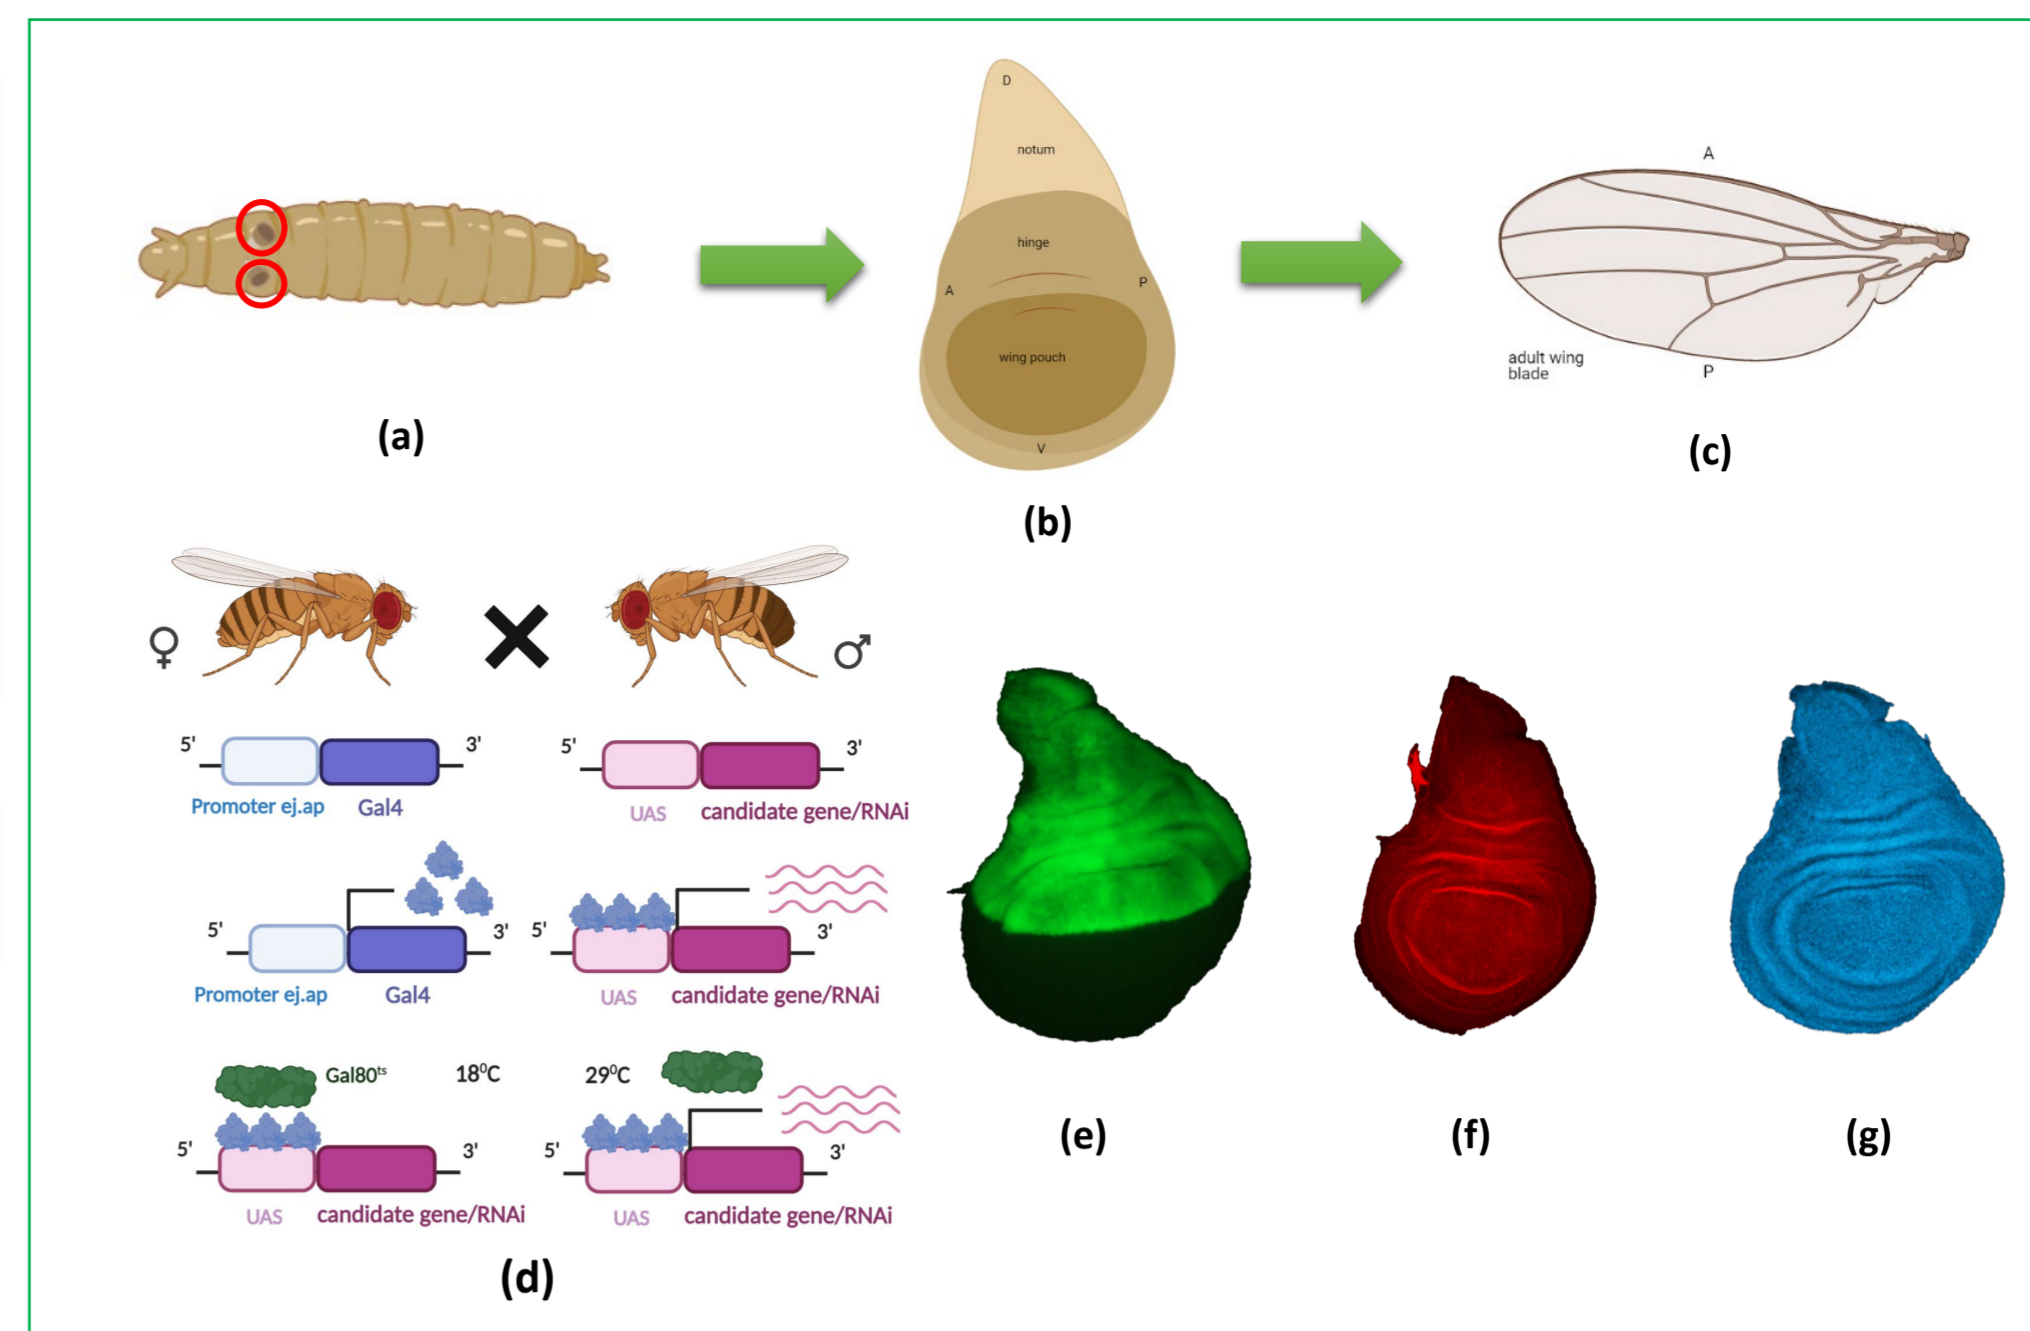 D
notum
hinge
A
P
wing pouch
V
A
adult wing
blade
P
(a)
(b)
(c)
♀
♂
5' 3'
Promoter ej.ap Gal4
5' 3'
UAS candidate gene/RNAi
5' 3'
Promoter ej.ap Gal4
5' 3'
UAS candidate gene/RNAi
Gal80ᵗˢ 18⁰C
5' 3'
UAS candidate gene/RNAi
29⁰C
5' 3'
UAS candidate gene/RNAi
(d)
(e)
(f)
(g)